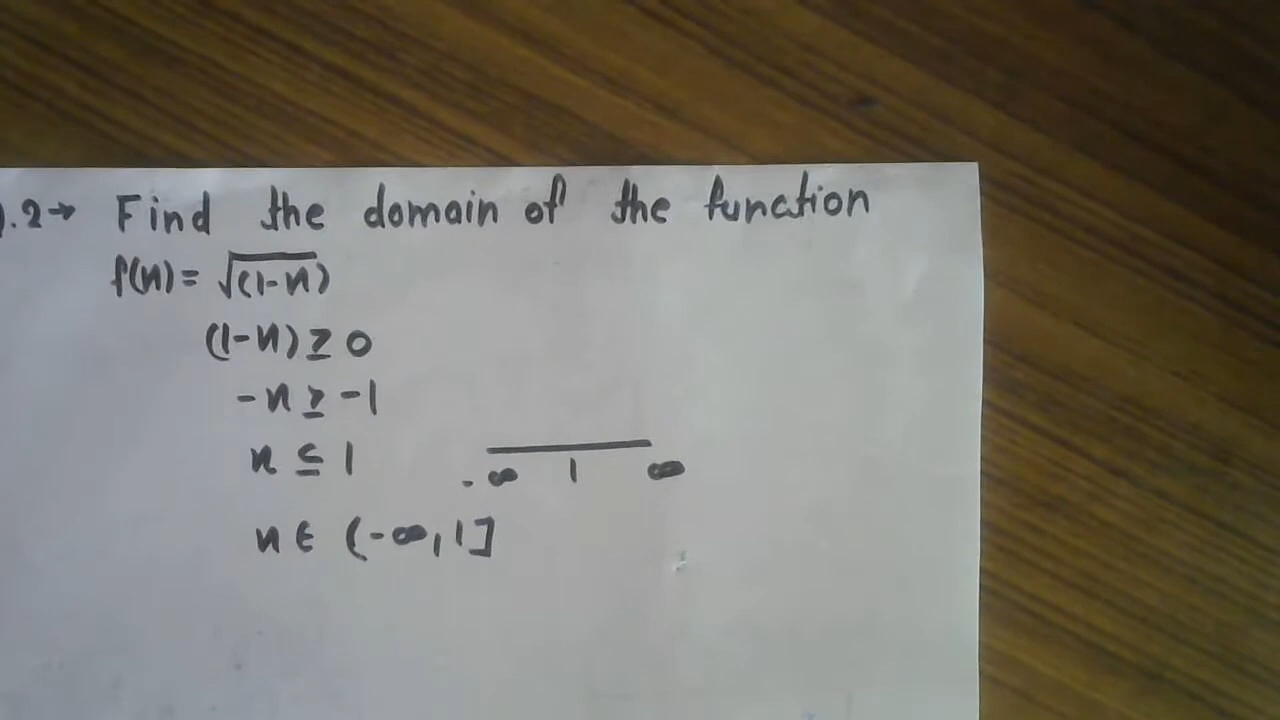 .2→ Find the domain of the function
f(n) = √(1-n)
(1-n) ≥ 0
-n ≥ -1
n ≤ 1
-∞ 1 ∞
n ∈ (-∞, 1]